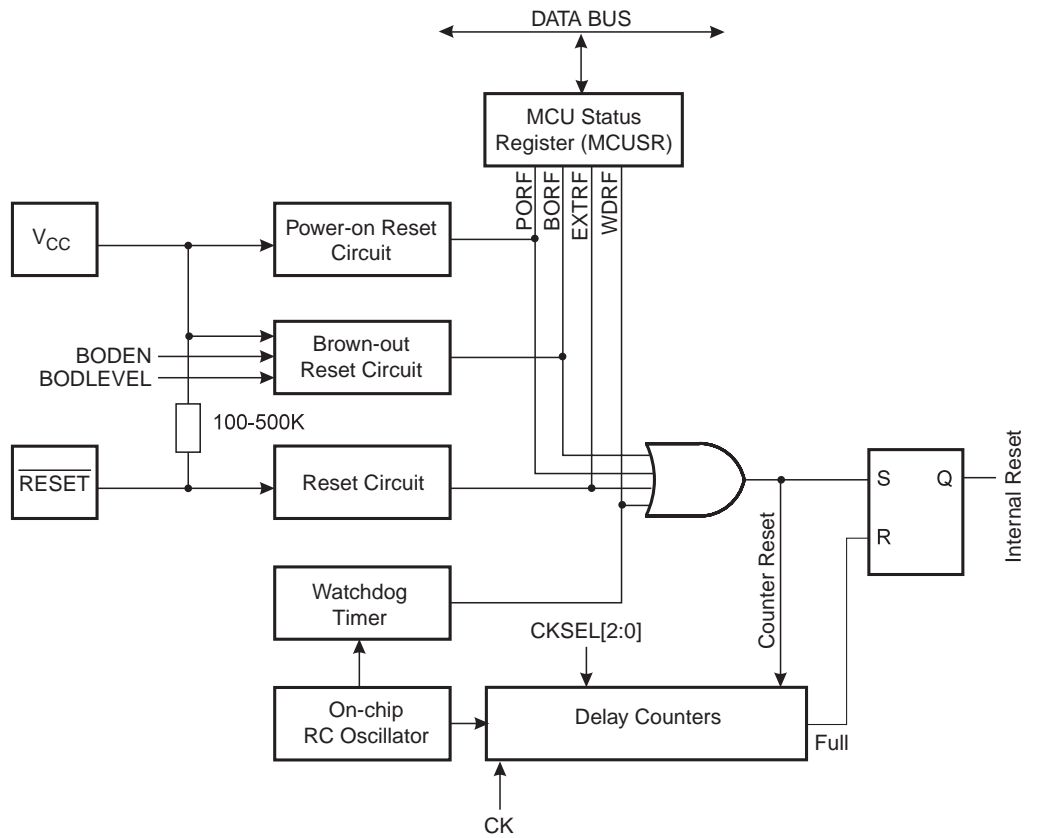 DATA BUS
MCU Status
Register (MCUSR)
PORF
BORF
EXTRF
WDRF
VCC
Power-on Reset
Circuit
BODEN
BODLEVEL
Brown-out
Reset Circuit
100-500K
RESET
Reset Circuit
S
Q
R
Internal Reset
Counter Reset
Watchdog
Timer
CKSEL[2:0]
On-chip
RC Oscillator
Delay Counters
Full
CK